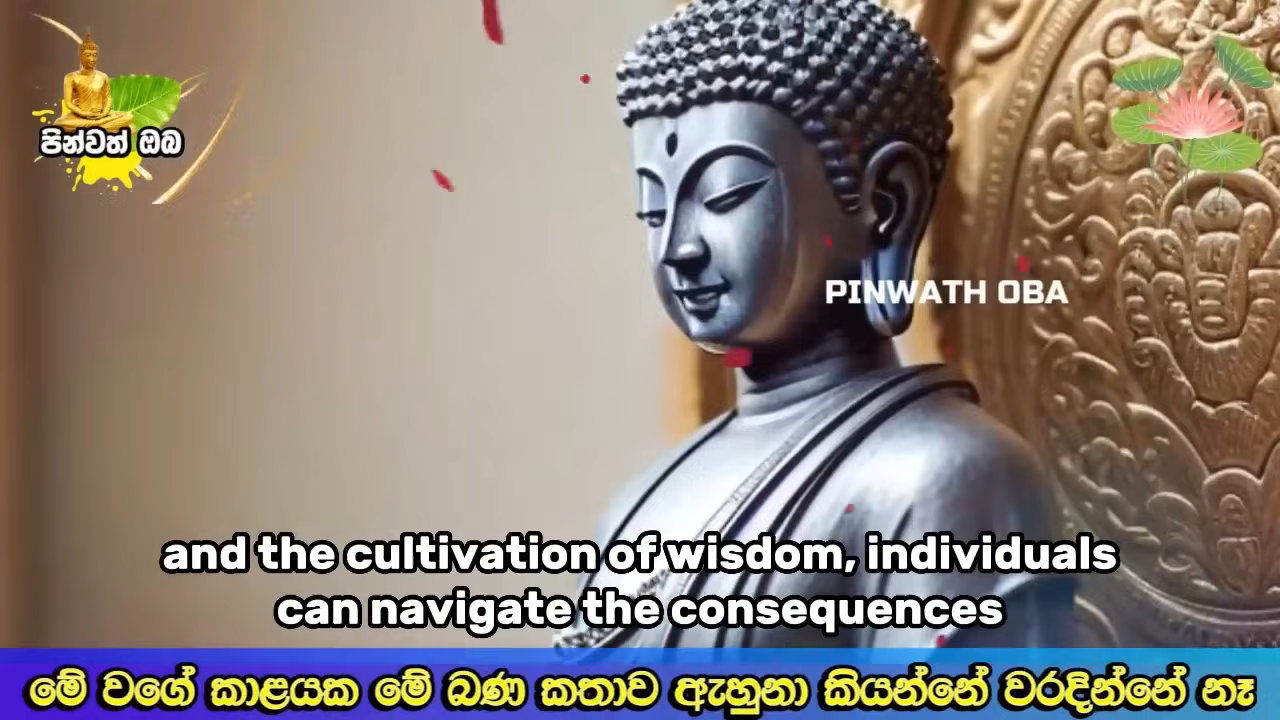 පින්වත් ඔබ
PINWATH OBA
and the cultivation of wisdom, individuals
can navigate the consequences
මේ වගේ කාළයක මේ බණ කතාව ඇහුනා කියන්නේ වරදින්නේ නෑ